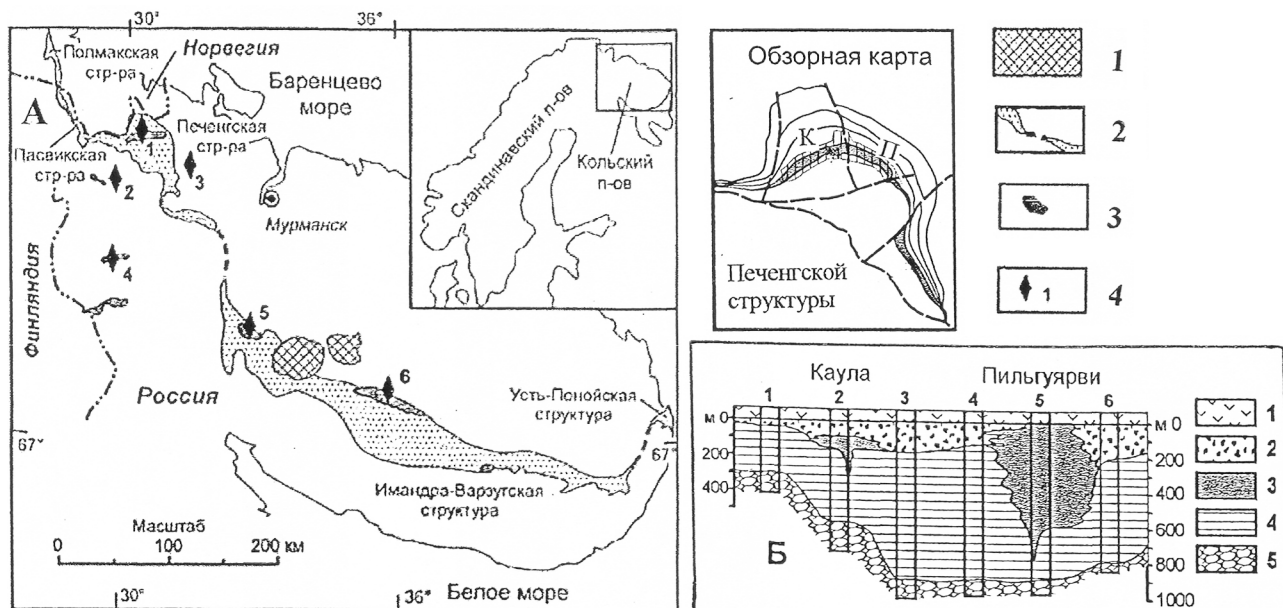 30°
36°
Полмакская
стр-ра
Норвегия
Баренцево
море
А
Печенгская
стр-ра
Пасвикская
стр-ра
1
2
3
Мурманск
Финляндия
4
5
6
Россия
Усть-Понойская
структура
67°
67°
Имандра-Варзугская
структура
Масштаб
0 100 200 км
30°
36°
Белое море
Скандинавский п-ов
Кольский
п-ов
Обзорная карта
К
П
Печенгской
структуры
1
2
3
1 4
Каула Пильгуярви
1 2 3 4 5 6
м 0
200
400
м 0
200
400
600
800
1000
Б
1
2
3
4
5